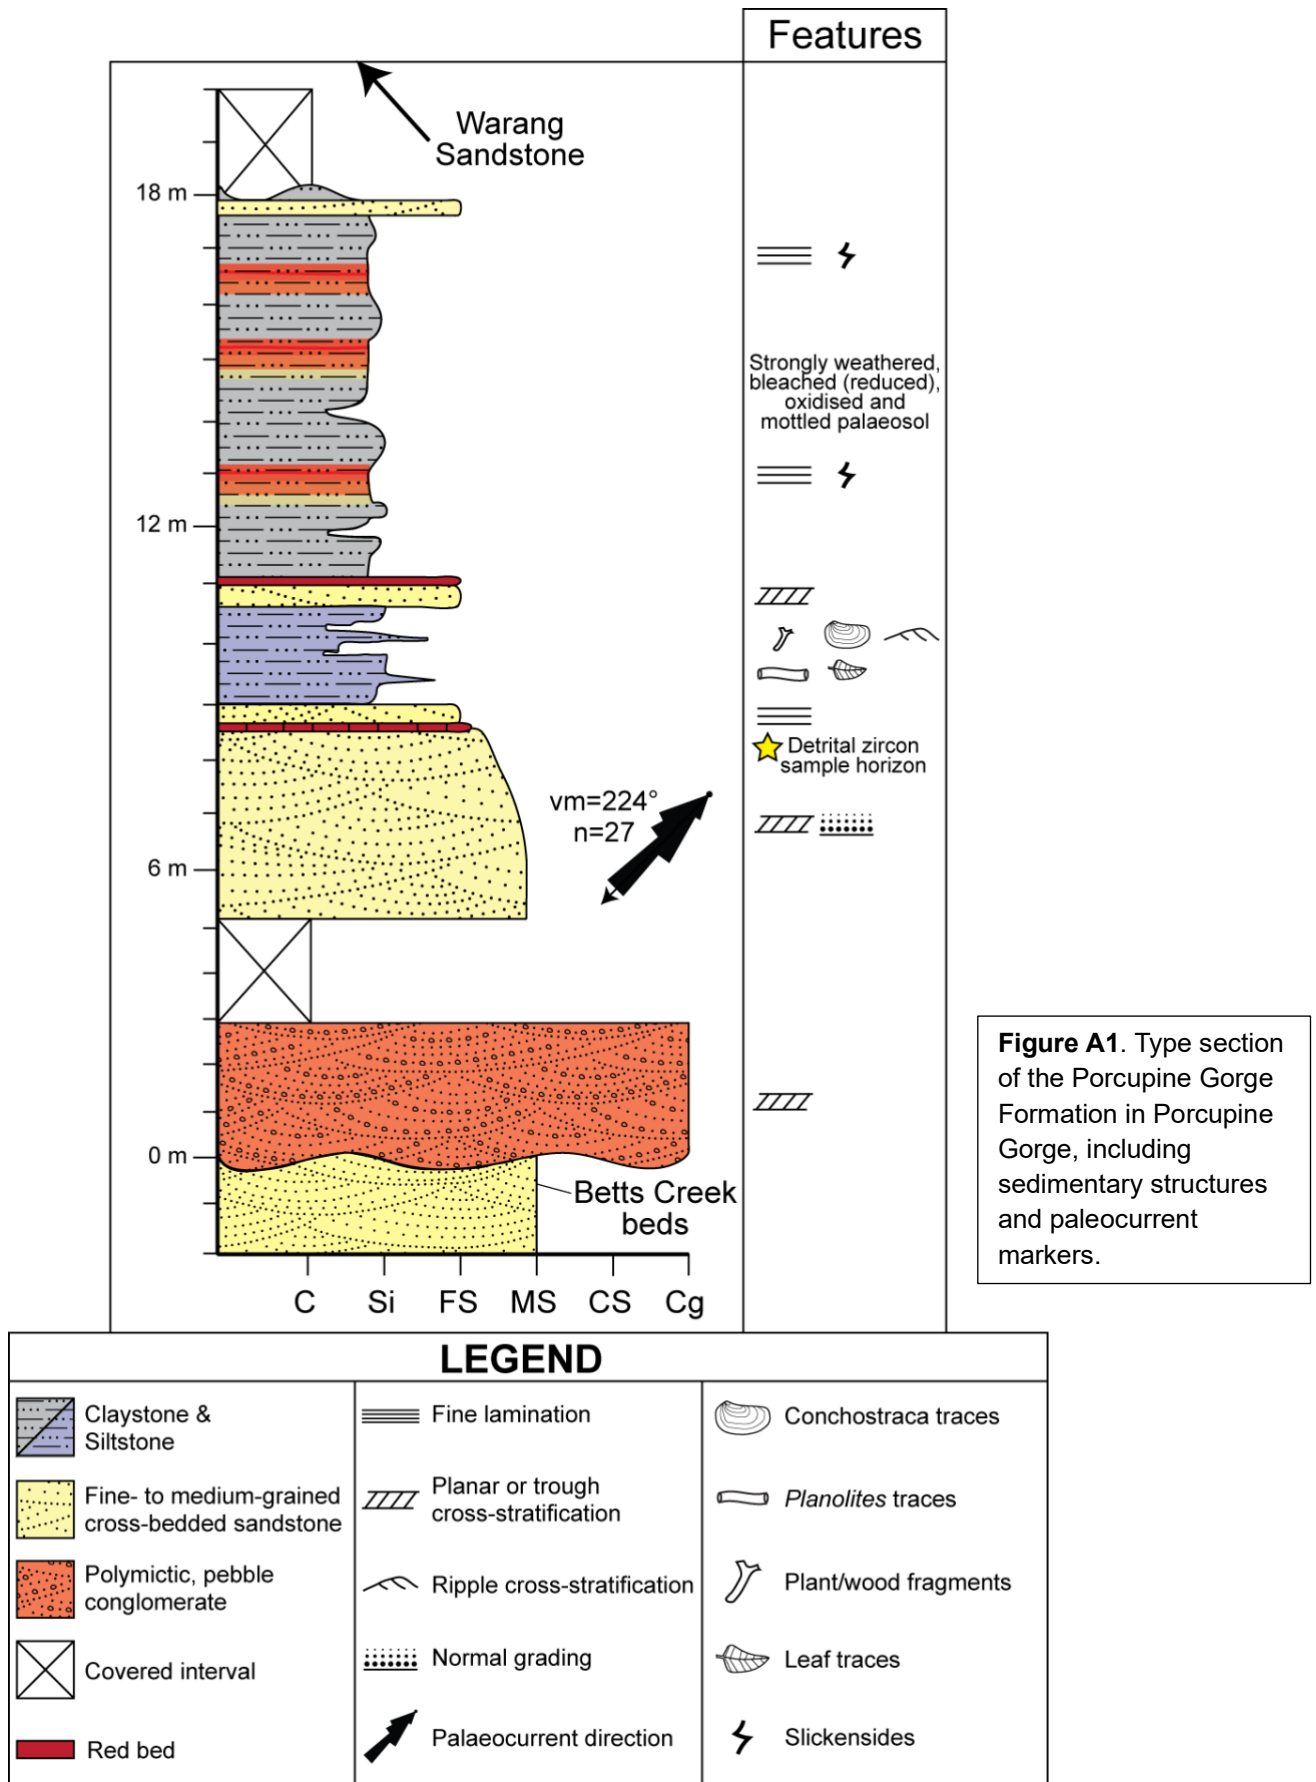 Features
Warang
Sandstone
18 m
Strongly weathered,
bleached (reduced),
oxidised and
mottled palaeosol
12 m
Detrital zircon
sample horizon
vm=224°
n=27
6 m
0 m
Betts Creek
beds
C Si FS MS CS Cg
Figure A1. Type section
of the Porcupine Gorge
Formation in Porcupine
Gorge, including
sedimentary structures
and paleocurrent
markers.
LEGEND
Claystone &
Siltstone
Fine- to medium-grained
cross-bedded sandstone
Polymictic, pebble
conglomerate
Covered interval
Red bed
Fine lamination
Planar or trough
cross-stratification
Ripple cross-stratification
Normal grading
Palaeocurrent direction
Conchostraca traces
Planolites traces
Plant/wood fragments
Leaf traces
Slickensides